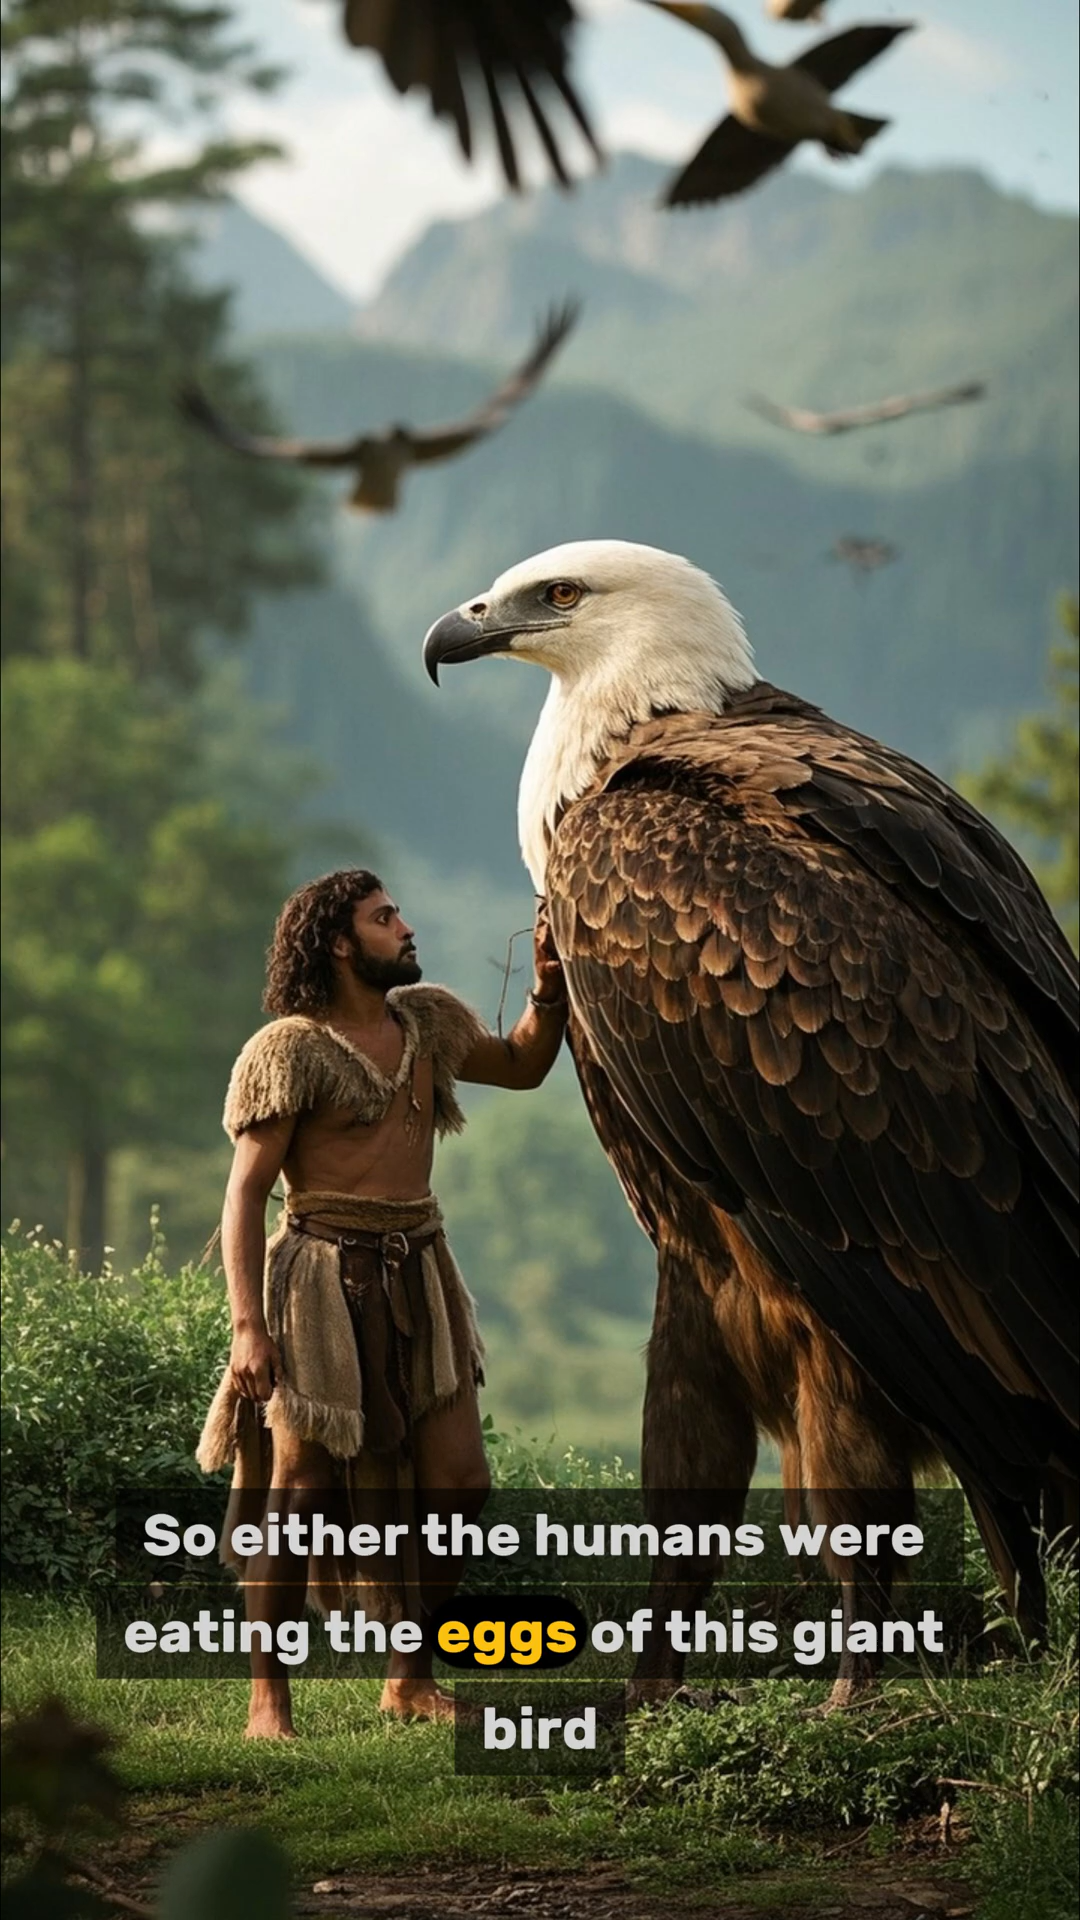 So either the humans were
eating the eggs of this giant
bird